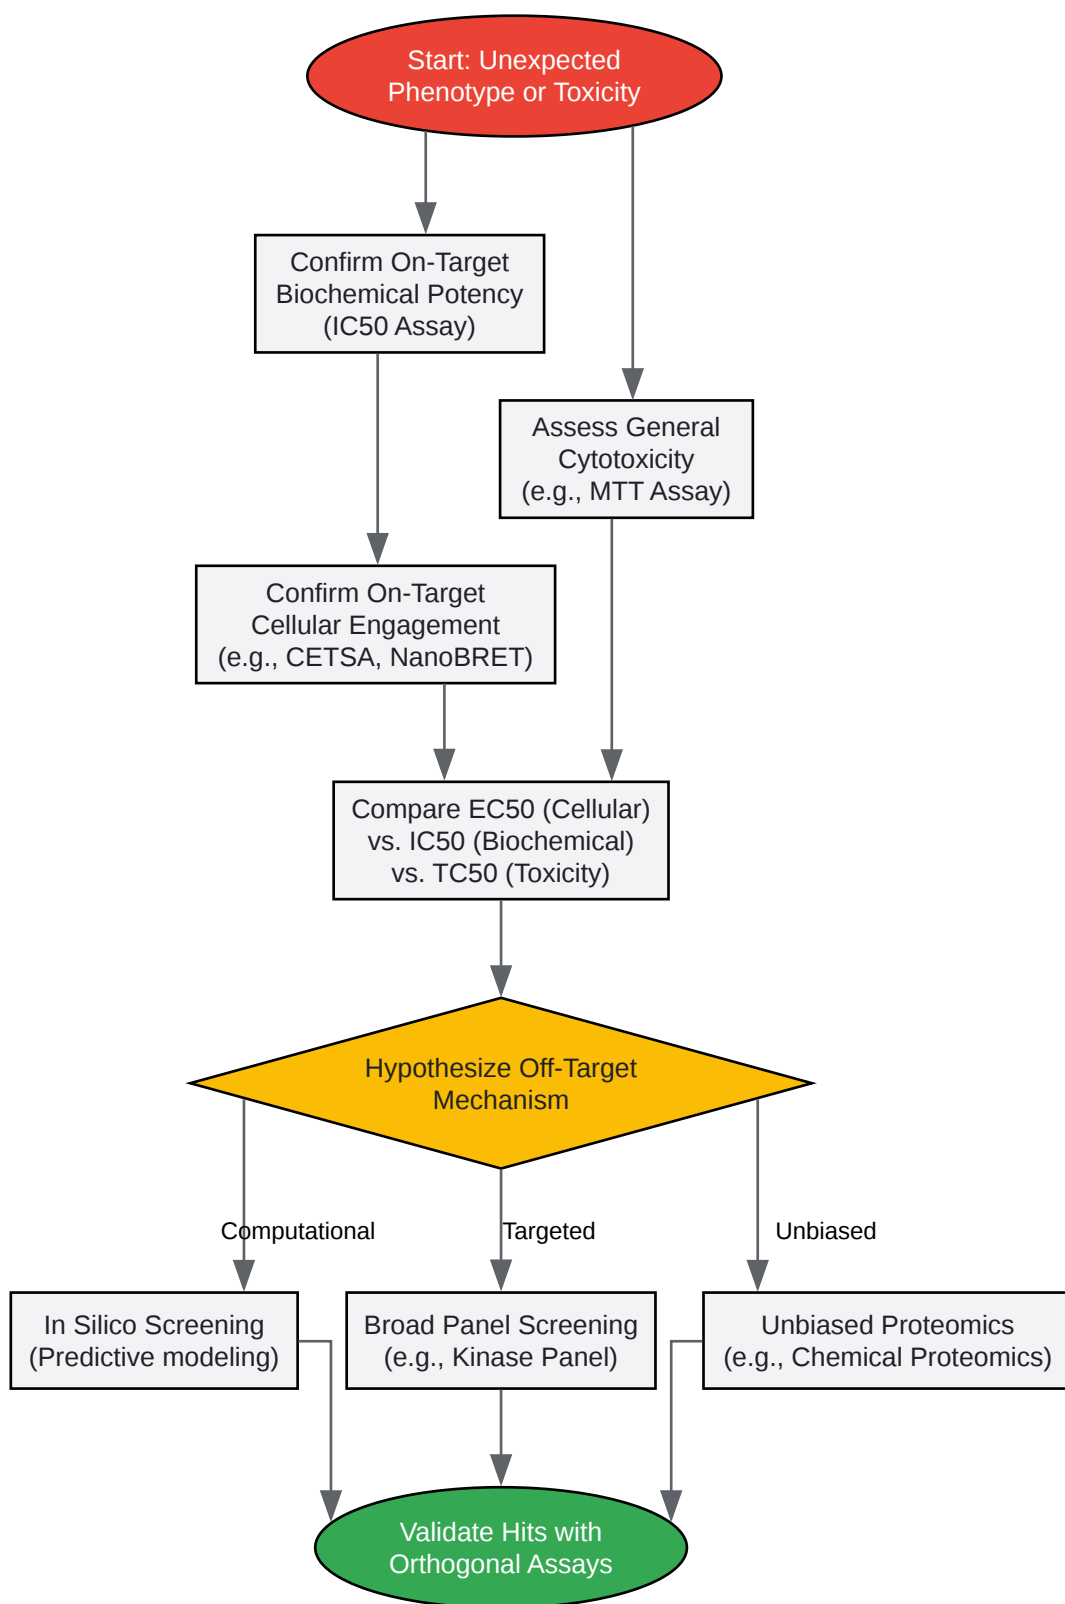 Start: Unexpected
Phenotype or Toxicity
Confirm On-Target
Biochemical Potency
(IC50 Assay)
Assess General
Cytotoxicity
(e.g., MTT Assay)
Confirm On-Target
Cellular Engagement
(e.g., CETSA, NanoBRET)
Compare EC50 (Cellular)
vs. IC50 (Biochemical)
vs. TC50 (Toxicity)
Hypothesize Off-Target
Mechanism
Computational
Targeted
Unbiased
In Silico Screening
(Predictive modeling)
Broad Panel Screening
(e.g., Kinase Panel)
Unbiased Proteomics
(e.g., Chemical Proteomics)
Validate Hits with
Orthogonal Assays